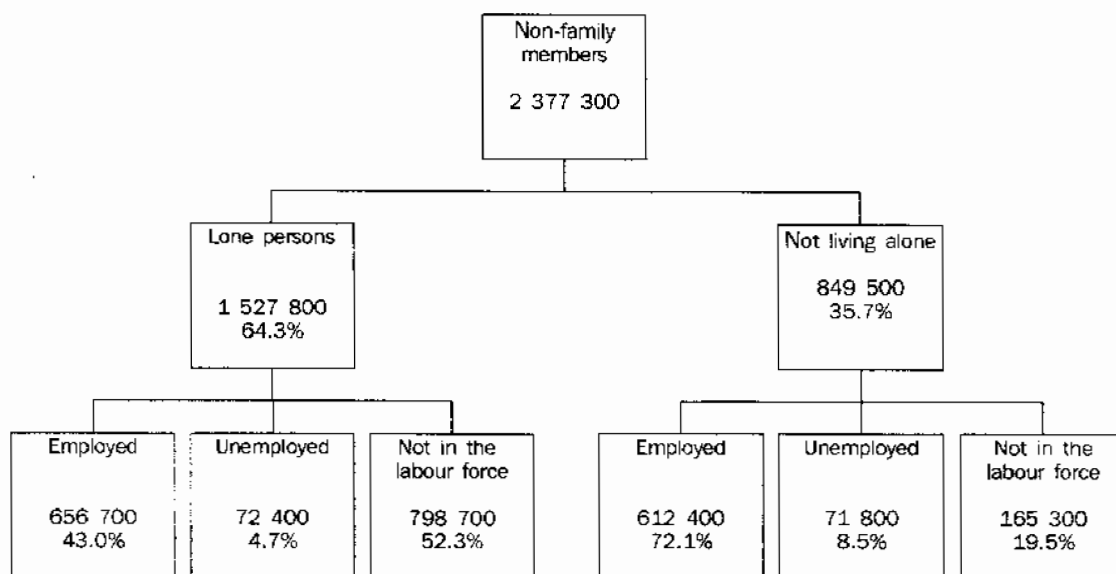 Non-family
members
2 377 300
Lone persons
1 527 800
64.3%
Not living alone
849 500
35.7%
Employed
656 700
43.0%
Unemployed
72 400
4.7%
Not in the
labour force
798 700
52.3%
Employed
612 400
72.1%
Unemployed
71 800
8.5%
Not in the
labour force
165 300
19.5%